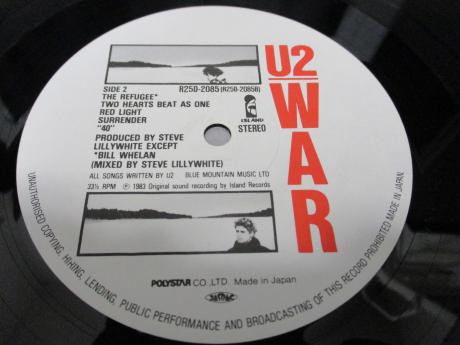 U2
WAR
SIDE 2
R25D-2085 (R25D-2085B)
THE REFUGEE*
TWO HEARTS BEAT AS ONE
RED LIGHT
SURRENDER
"40"
ISLAND
STEREO
PRODUCED BY STEVE
LILLYWHITE EXCEPT
*BILL WHELAN
(MIXED BY STEVE LILLYWHITE)
ALL SONGS WRITTEN BY U2 BLUE MOUNTAIN MUSIC LTD
33⅓ RPM Ⓟ 1983 Original sound recording by Island Records
POLYSTAR CO.,LTD. Made in Japan
JASRAC
UNAUTHORISED COPYING, HIHING, LENDING, PUBLIC PERFORMANCE AND BROADCASTING OF THIS RECORD PROHIBITED MADE IN JAPAN.